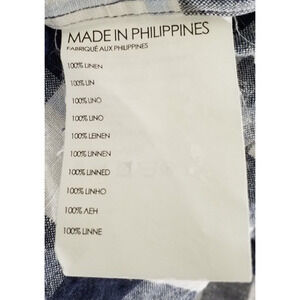 MADE IN PHILIPPINES
FABRIQUÉ AUX PHILIPPINES
100% LINEN
100% LIN
100% LINO
100% LINO
100% LEINEN
100% LINNEN
100% LINNED
100% LINHO
100% ΛEH
100% LINNE